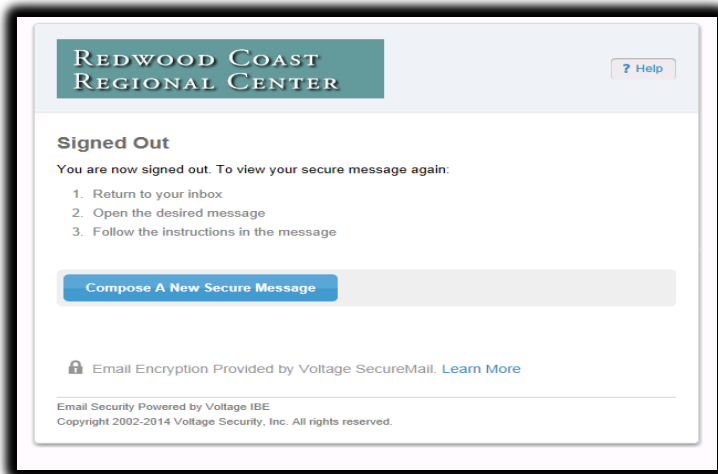 REDWOOD COAST
REGIONAL CENTER
? Help
Signed Out
You are now signed out. To view your secure message again:
1. Return to your inbox
2. Open the desired message
3. Follow the instructions in the message
Compose A New Secure Message
Email Encryption Provided by Voltage SecureMail. Learn More
Email Security Powered by Voltage IBE
Copyright 2002-2014 Voltage Security, Inc. All rights reserved.